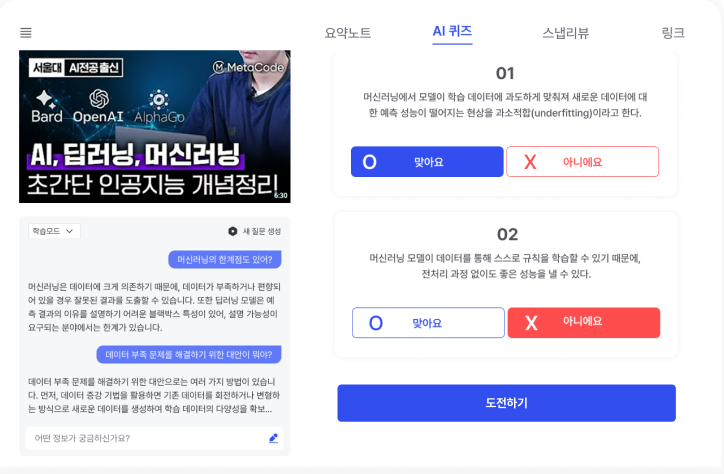 요약노트
AI 퀴즈
스냅리뷰
링크
서울대 AI전공 출신
MetaCode
Bard OpenAI AlphaGo
AI, 딥러닝, 머신러닝
초간단 인공지능 개념정리
6:30
학습모드
새 질문 생성
머신러닝의 한계점도 있어?
머신러닝은 데이터에 크게 의존하기 때문에, 데이터가 부족하거나 편향되
어 있을 경우 잘못된 결과를 도출할 수 있습니다. 또한 딥러닝 모델은 예
측 결과의 이유를 설명하기 어려운 블랙박스 특성이 있어, 설명 가능성이
요구되는 분야에서는 한계가 있습니다.
데이터 부족 문제를 해결하기 위한 대안이 뭐야?
데이터 부족 문제를 해결하기 위한 대안으로는 여러 가지 방법이 있습니
다. 먼저, 데이터 증강 기법을 활용하면 기존 데이터를 회전하거나 변형하
는 방식으로 새로운 데이터를 생성하여 학습 데이터의 다양성을 확보...
어떤 정보가 궁금하신가요?
01
머신러닝에서 모델이 학습 데이터에 과도하게 맞춰져 새로운 데이터에 대
한 예측 성능이 떨어지는 현상을 과소적합(underfitting)이라고 한다.
O 맞아요
X 아니에요
02
머신러닝 모델이 데이터를 통해 스스로 규칙을 학습할 수 있기 때문에,
전처리 과정 없이도 좋은 성능을 낼 수 있다.
O 맞아요
X 아니에요
도전하기